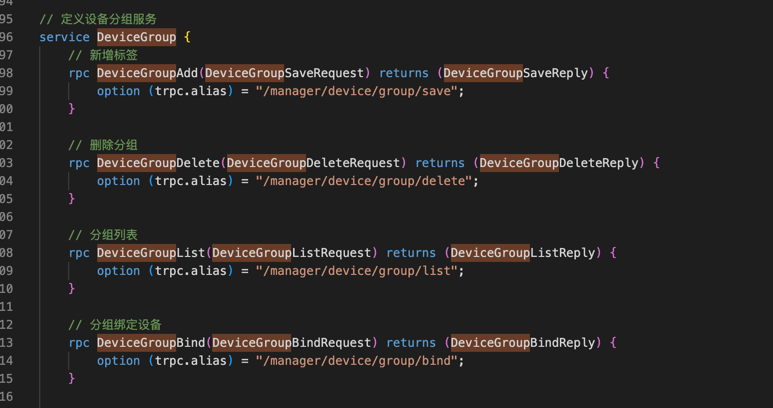 94
95 // 定义设备分组服务
96 service DeviceGroup {
97 // 新增标签
98 rpc DeviceGroupAdd(DeviceGroupSaveRequest) returns (DeviceGroupSaveReply) {
99 option (trpc.alias) = "/manager/device/group/save";
00 }
01
02 // 删除分组
03 rpc DeviceGroupDelete(DeviceGroupDeleteRequest) returns (DeviceGroupDeleteReply) {
04 option (trpc.alias) = "/manager/device/group/delete";
05 }
06
07 // 分组列表
08 rpc DeviceGroupList(DeviceGroupListRequest) returns (DeviceGroupListReply) {
09 option (trpc.alias) = "/manager/device/group/list";
10 }
11
12 // 分组绑定设备
13 rpc DeviceGroupBind(DeviceGroupBindRequest) returns (DeviceGroupBindReply) {
14 option (trpc.alias) = "/manager/device/group/bind";
15 }
16